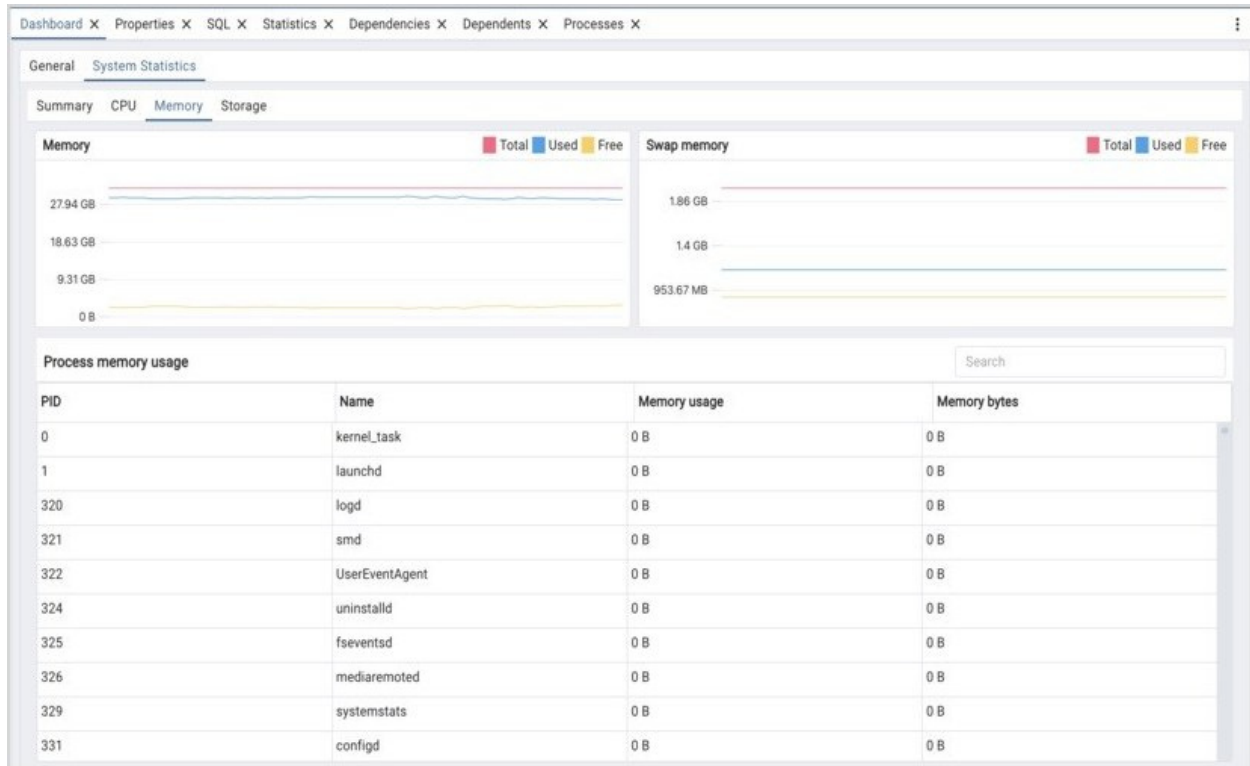 Dashboard X Properties X SQL X Statistics X Dependencies X Dependents X Processes X
General System Statistics
Summary CPU Memory Storage
Memory Total Used Free
27.94 GB
18.63 GB
9.31 GB
0 B
Swap memory Total Used Free
1.86 GB
1.4 GB
953.67 MB
Process memory usage Search
PID Name Memory usage Memory bytes
0 kernel_task 0 B 0 B
1 launchd 0 B 0 B
320 logd 0 B 0 B
321 smd 0 B 0 B
322 UserEventAgent 0 B 0 B
324 uninstalld 0 B 0 B
325 fseventsd 0 B 0 B
326 mediaremoted 0 B 0 B
329 systemstats 0 B 0 B
331 configd 0 B 0 B